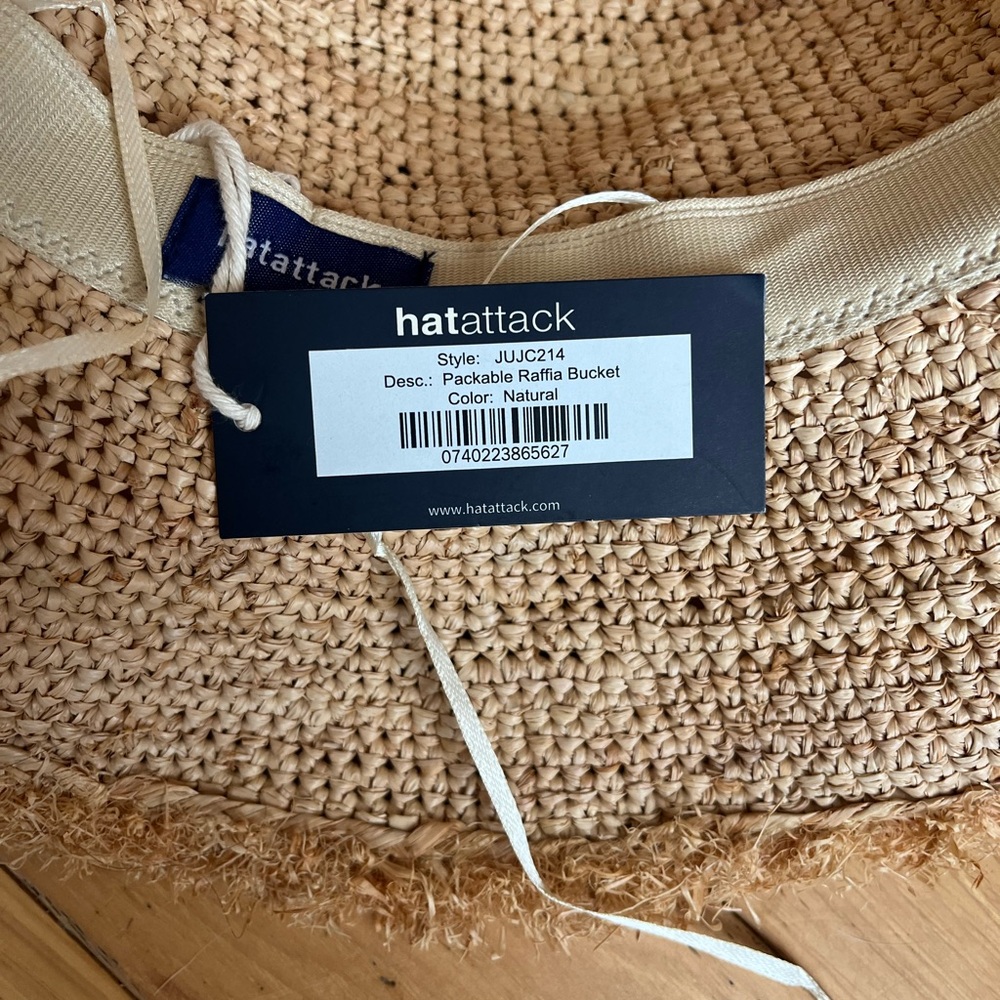 hatattack
hatattack
Style: JUJC214
Desc.: Packable Raffia Bucket
Color: Natural
0740223865627
www.hatattack.com